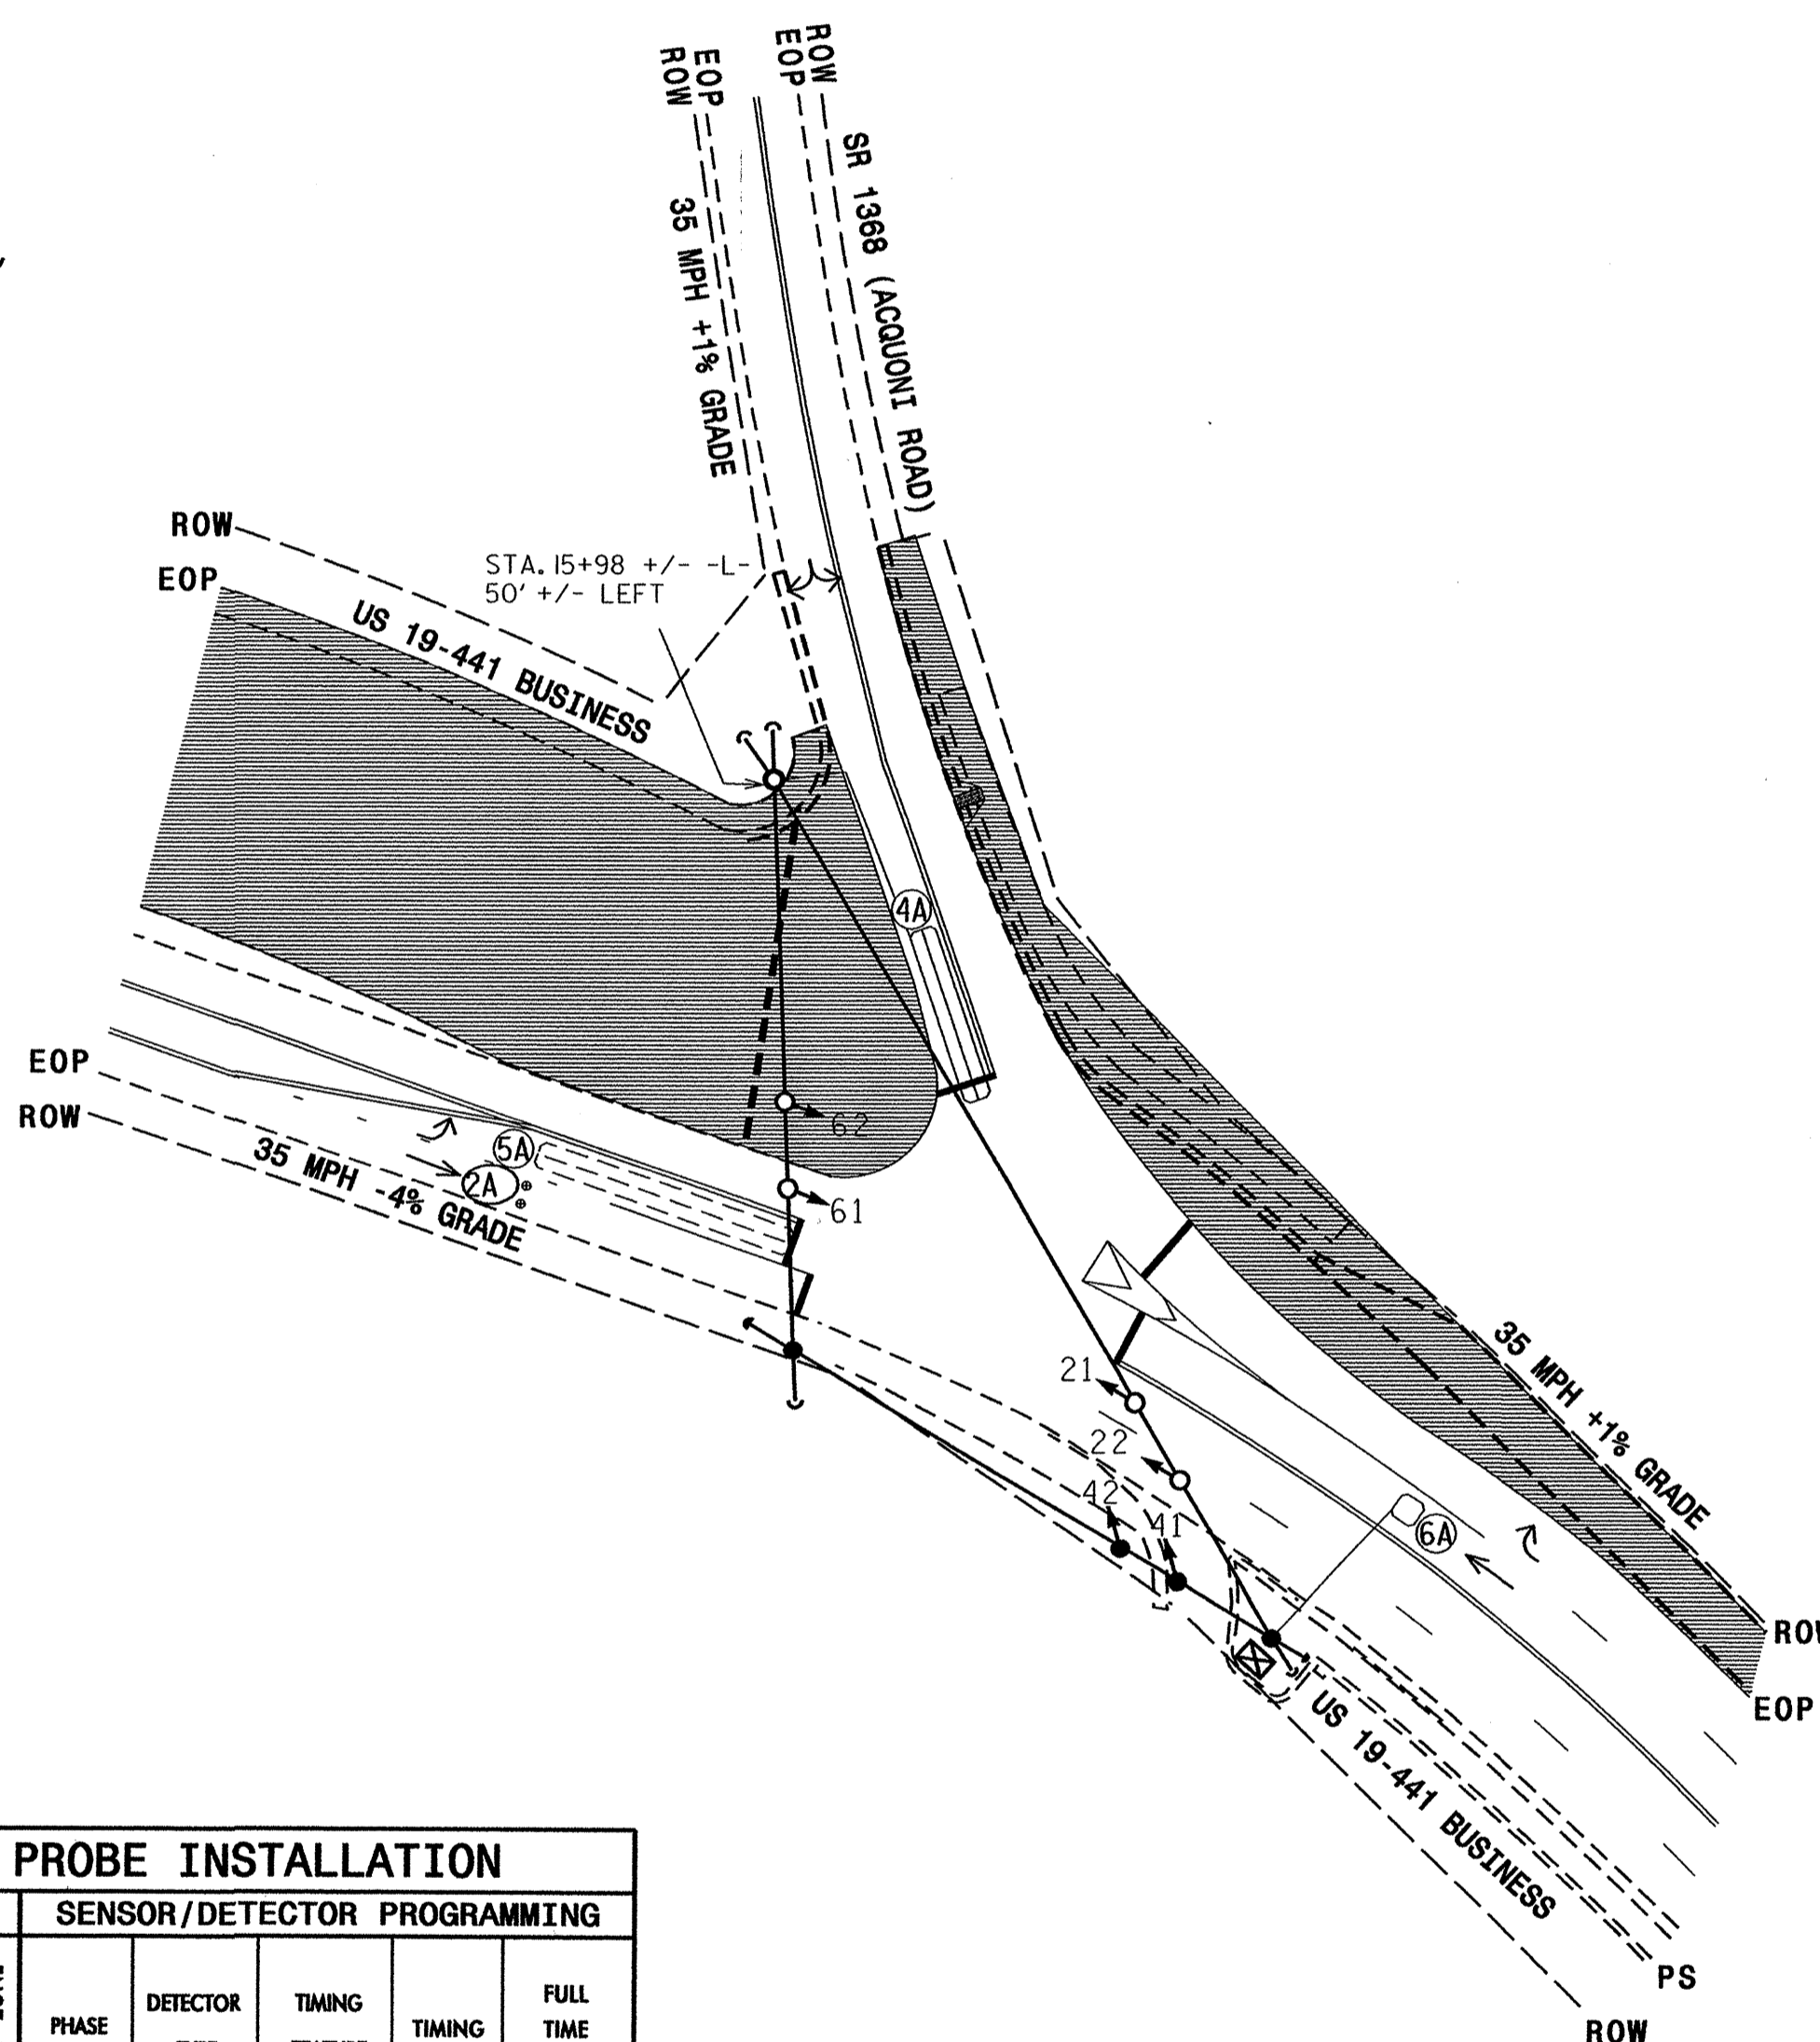 ROW
EOP
EOP
ROW
SR 1368 (ACQUONI ROAD)
35 MPH +1% GRADE
ROW
EOP
STA. 15+98 +/- -L-
50' +/- LEFT
US 19-441 BUSINESS
4A
EOP
ROW
62
5A
2A
61
35 MPH -4% GRADE
21
22
42
41
6A
35 MPH +1% GRADE
ROW
EOP
US 19-441 BUSINESS
PS
ROW
PROBE INSTALLATION
SENSOR/DETECTOR PROGRAMMING
PHASE
DETECTOR
TIMING
TIMING
FULL
TIME